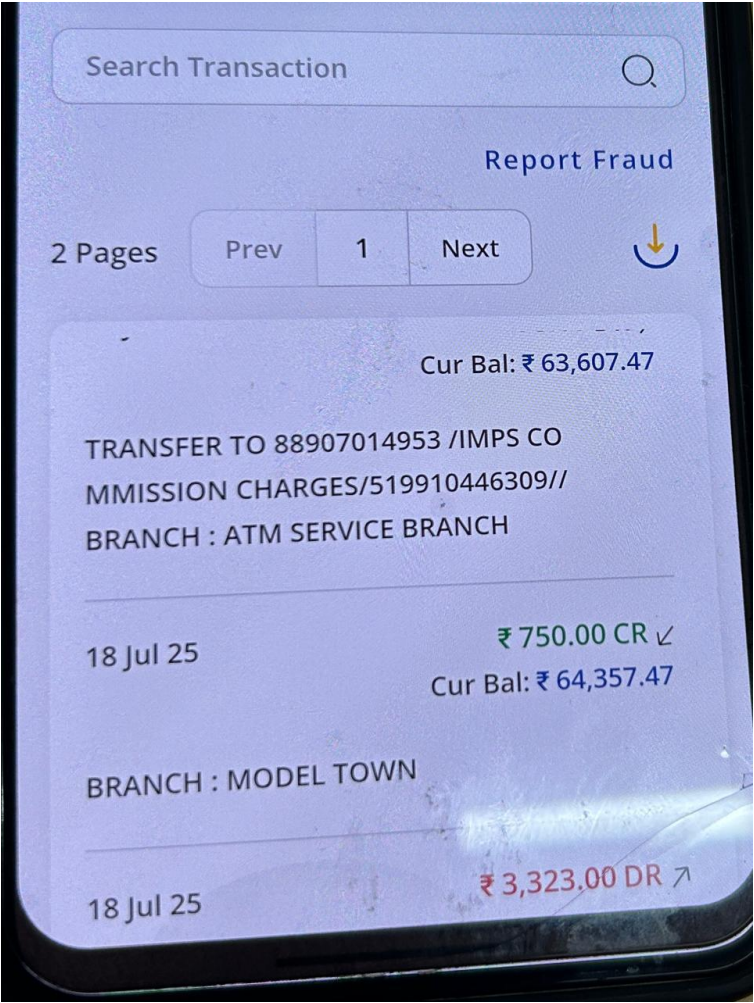 Search Transaction
Report Fraud
2 Pages
Prev
1
Next
Cur Bal: ₹ 63,607.47
TRANSFER TO 88907014953 /IMPS CO
MMISSION CHARGES/519910446309//
BRANCH : ATM SERVICE BRANCH
18 Jul 25
₹ 750.00 CR
Cur Bal: ₹ 64,357.47
BRANCH : MODEL TOWN
18 Jul 25
₹ 3,323.00 DR